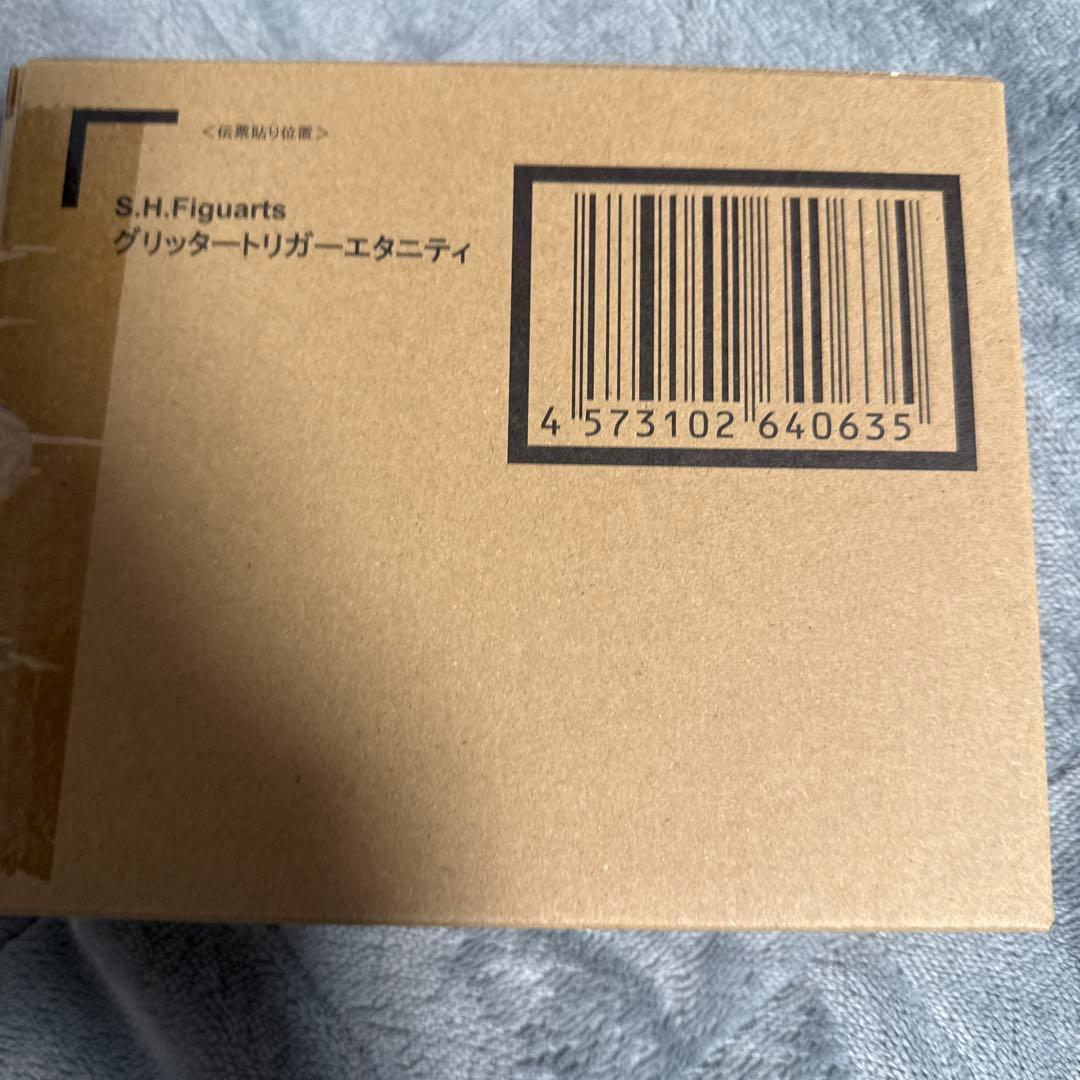 ＜伝票貼り位置＞
S.H.Figuarts
グリッタートリガーエタニティ
4 573102 640635